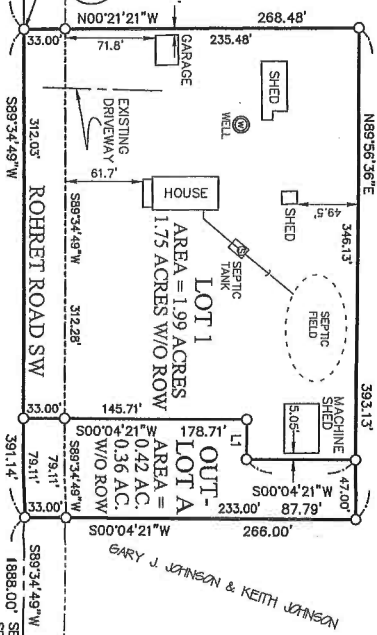 N00°21'21"W
268.48'
33.00'
71.8'
235.48'
GARAGE
SHED
N89°56'36"E
WELL
W
EXISTING
DRIVEWAY
S89°34'49"W
312.03'
61.7'
HOUSE
SHED
49.5'
346.13'
393.13'
ROHRET ROAD SW
S89°34'49"W
312.28'
SEPTIC
TANK
SEPTIC
FIELD
LOT 1
AREA = 1.99 ACRES
1.75 ACRES W/O ROW
MACHINE
SHED
5.05'
33.00'
145.71'
S00°04'21"W
178.71'
L1
S00°04'21"W
87.79'
47.00'
OUT-
LOT A
AREA =
0.42 AC.
0.36 AC.
W/O ROW
79.11'
79.11'
S89°34'49"W
391.14'
33.00'
233.00'
S00°04'21"W
266.00'
S89°34'49"W
1888.00'
GARY J. JOHNSON & KEITH JOHNSON